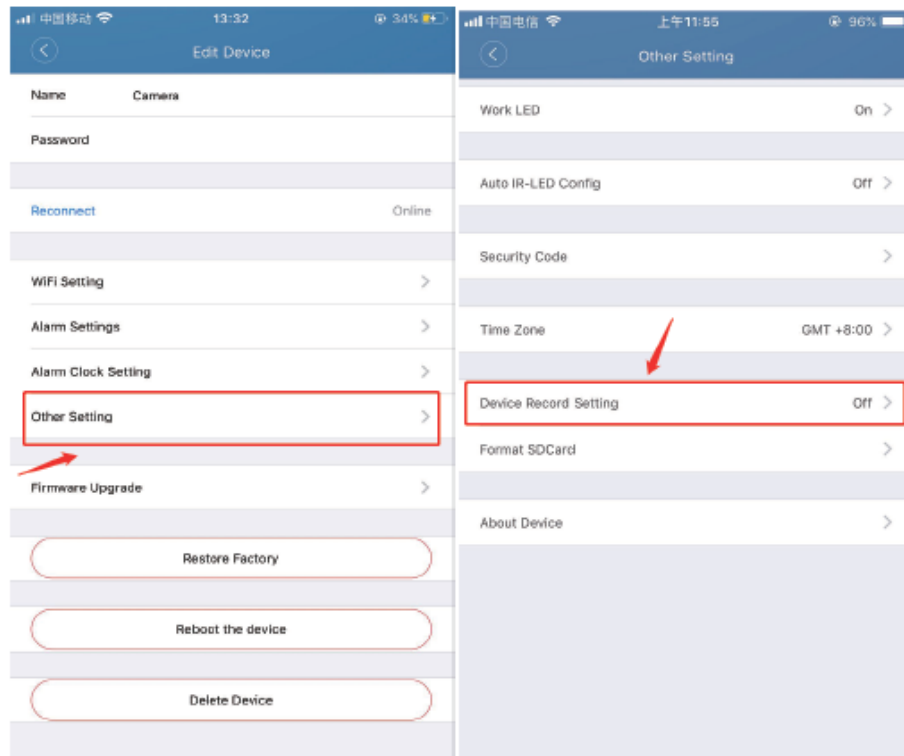 中国移动 13:32 34%
Edit Device
Name Camera
Password
Reconnect Online
WiFi Setting
Alarm Settings
Alarm Clock Setting
Other Setting
Firmware Upgrade
Restore Factory
Reboot the device
Delete Device
中国电信 上午11:55 96%
Other Setting
Work LED On
Auto IR-LED Config Off
Security Code
Time Zone GMT +8:00
Device Record Setting Off
Format SDCard
About Device